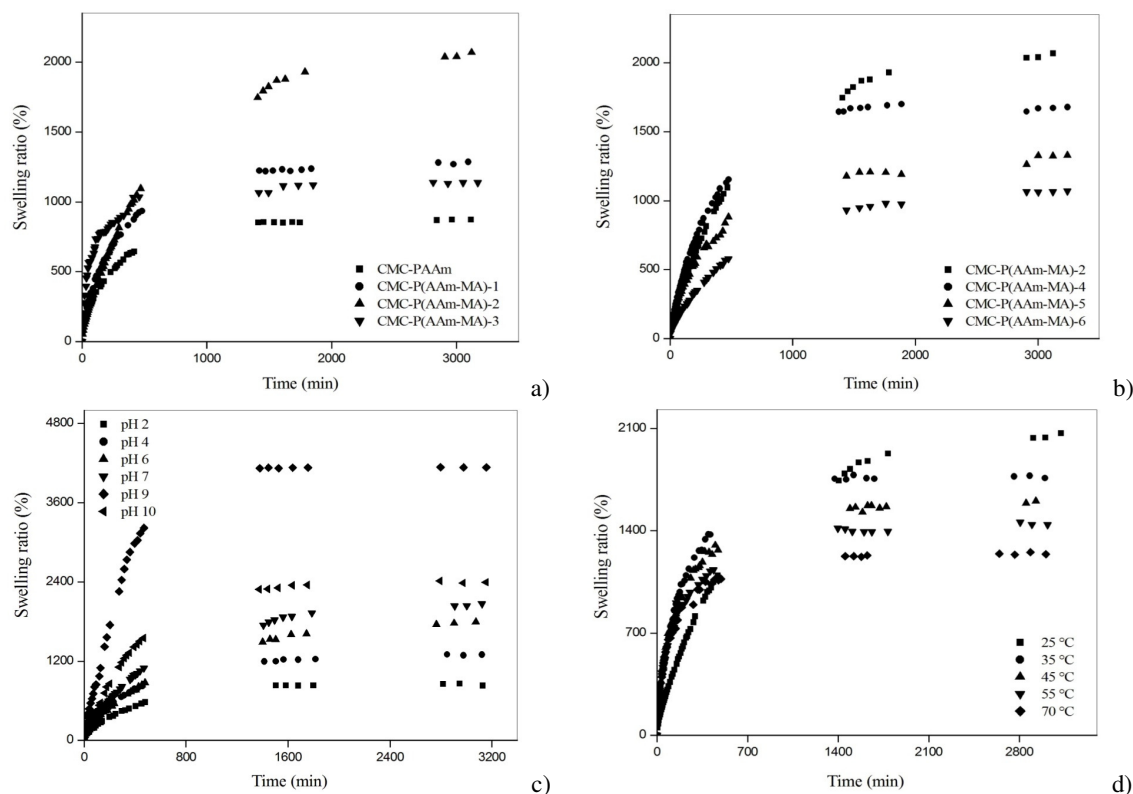 2000
1500
1000
500
0
Swelling ratio (%)
CMC-PAAm
CMC-P(AAm-MA)-1
CMC-P(AAm-MA)-2
CMC-P(AAm-MA)-3
0 1000 2000 3000
Time (min)
a)
2000
1500
1000
500
0
Swelling ratio (%)
CMC-P(AAm-MA)-2
CMC-P(AAm-MA)-4
CMC-P(AAm-MA)-5
CMC-P(AAm-MA)-6
0 1000 2000 3000
Time (min)
b)
4800
3600
2400
1200
0
Swelling ratio (%)
pH 2
pH 4
pH 6
pH 7
pH 9
pH 10
0 800 1600 2400 3200
Time (min)
c)
2100
1400
700
0
Swelling ratio (%)
25 °C
35 °C
45 °C
55 °C
70 °C
0 700 1400 2100 2800
Time (min)
d)